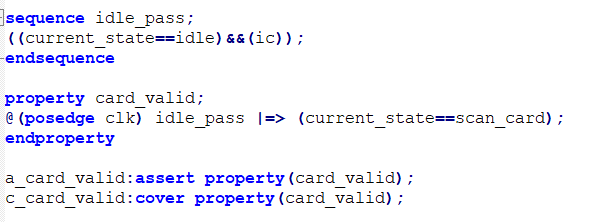 sequence idle_pass;
((current_state==idle)&&(ic));
endsequence
property card_valid;
@(posedge clk) idle_pass |=> (current_state==scan_card);
endproperty
a_card_valid:assert property(card_valid);
c_card_valid:cover property(card_valid);